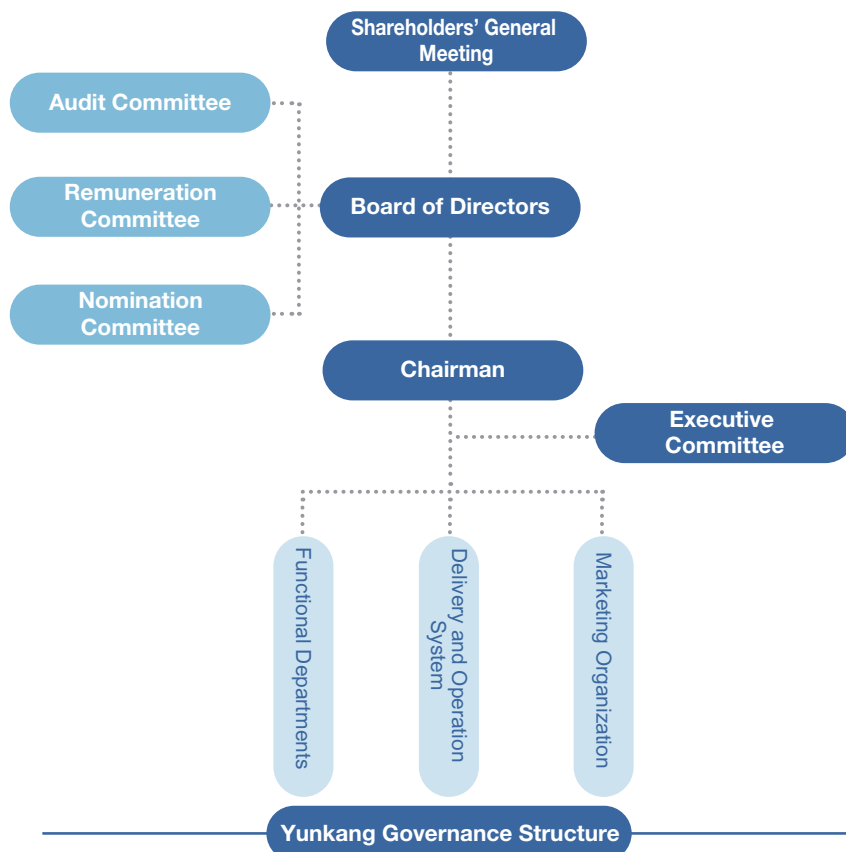 Shareholders' General
Meeting
Audit Committee
Remuneration
Committee
Board of Directors
Nomination
Committee
Chairman
Executive
Committee
Functional Departments
Delivery and Operation
System
Marketing Organization
Yunkang Governance Structure